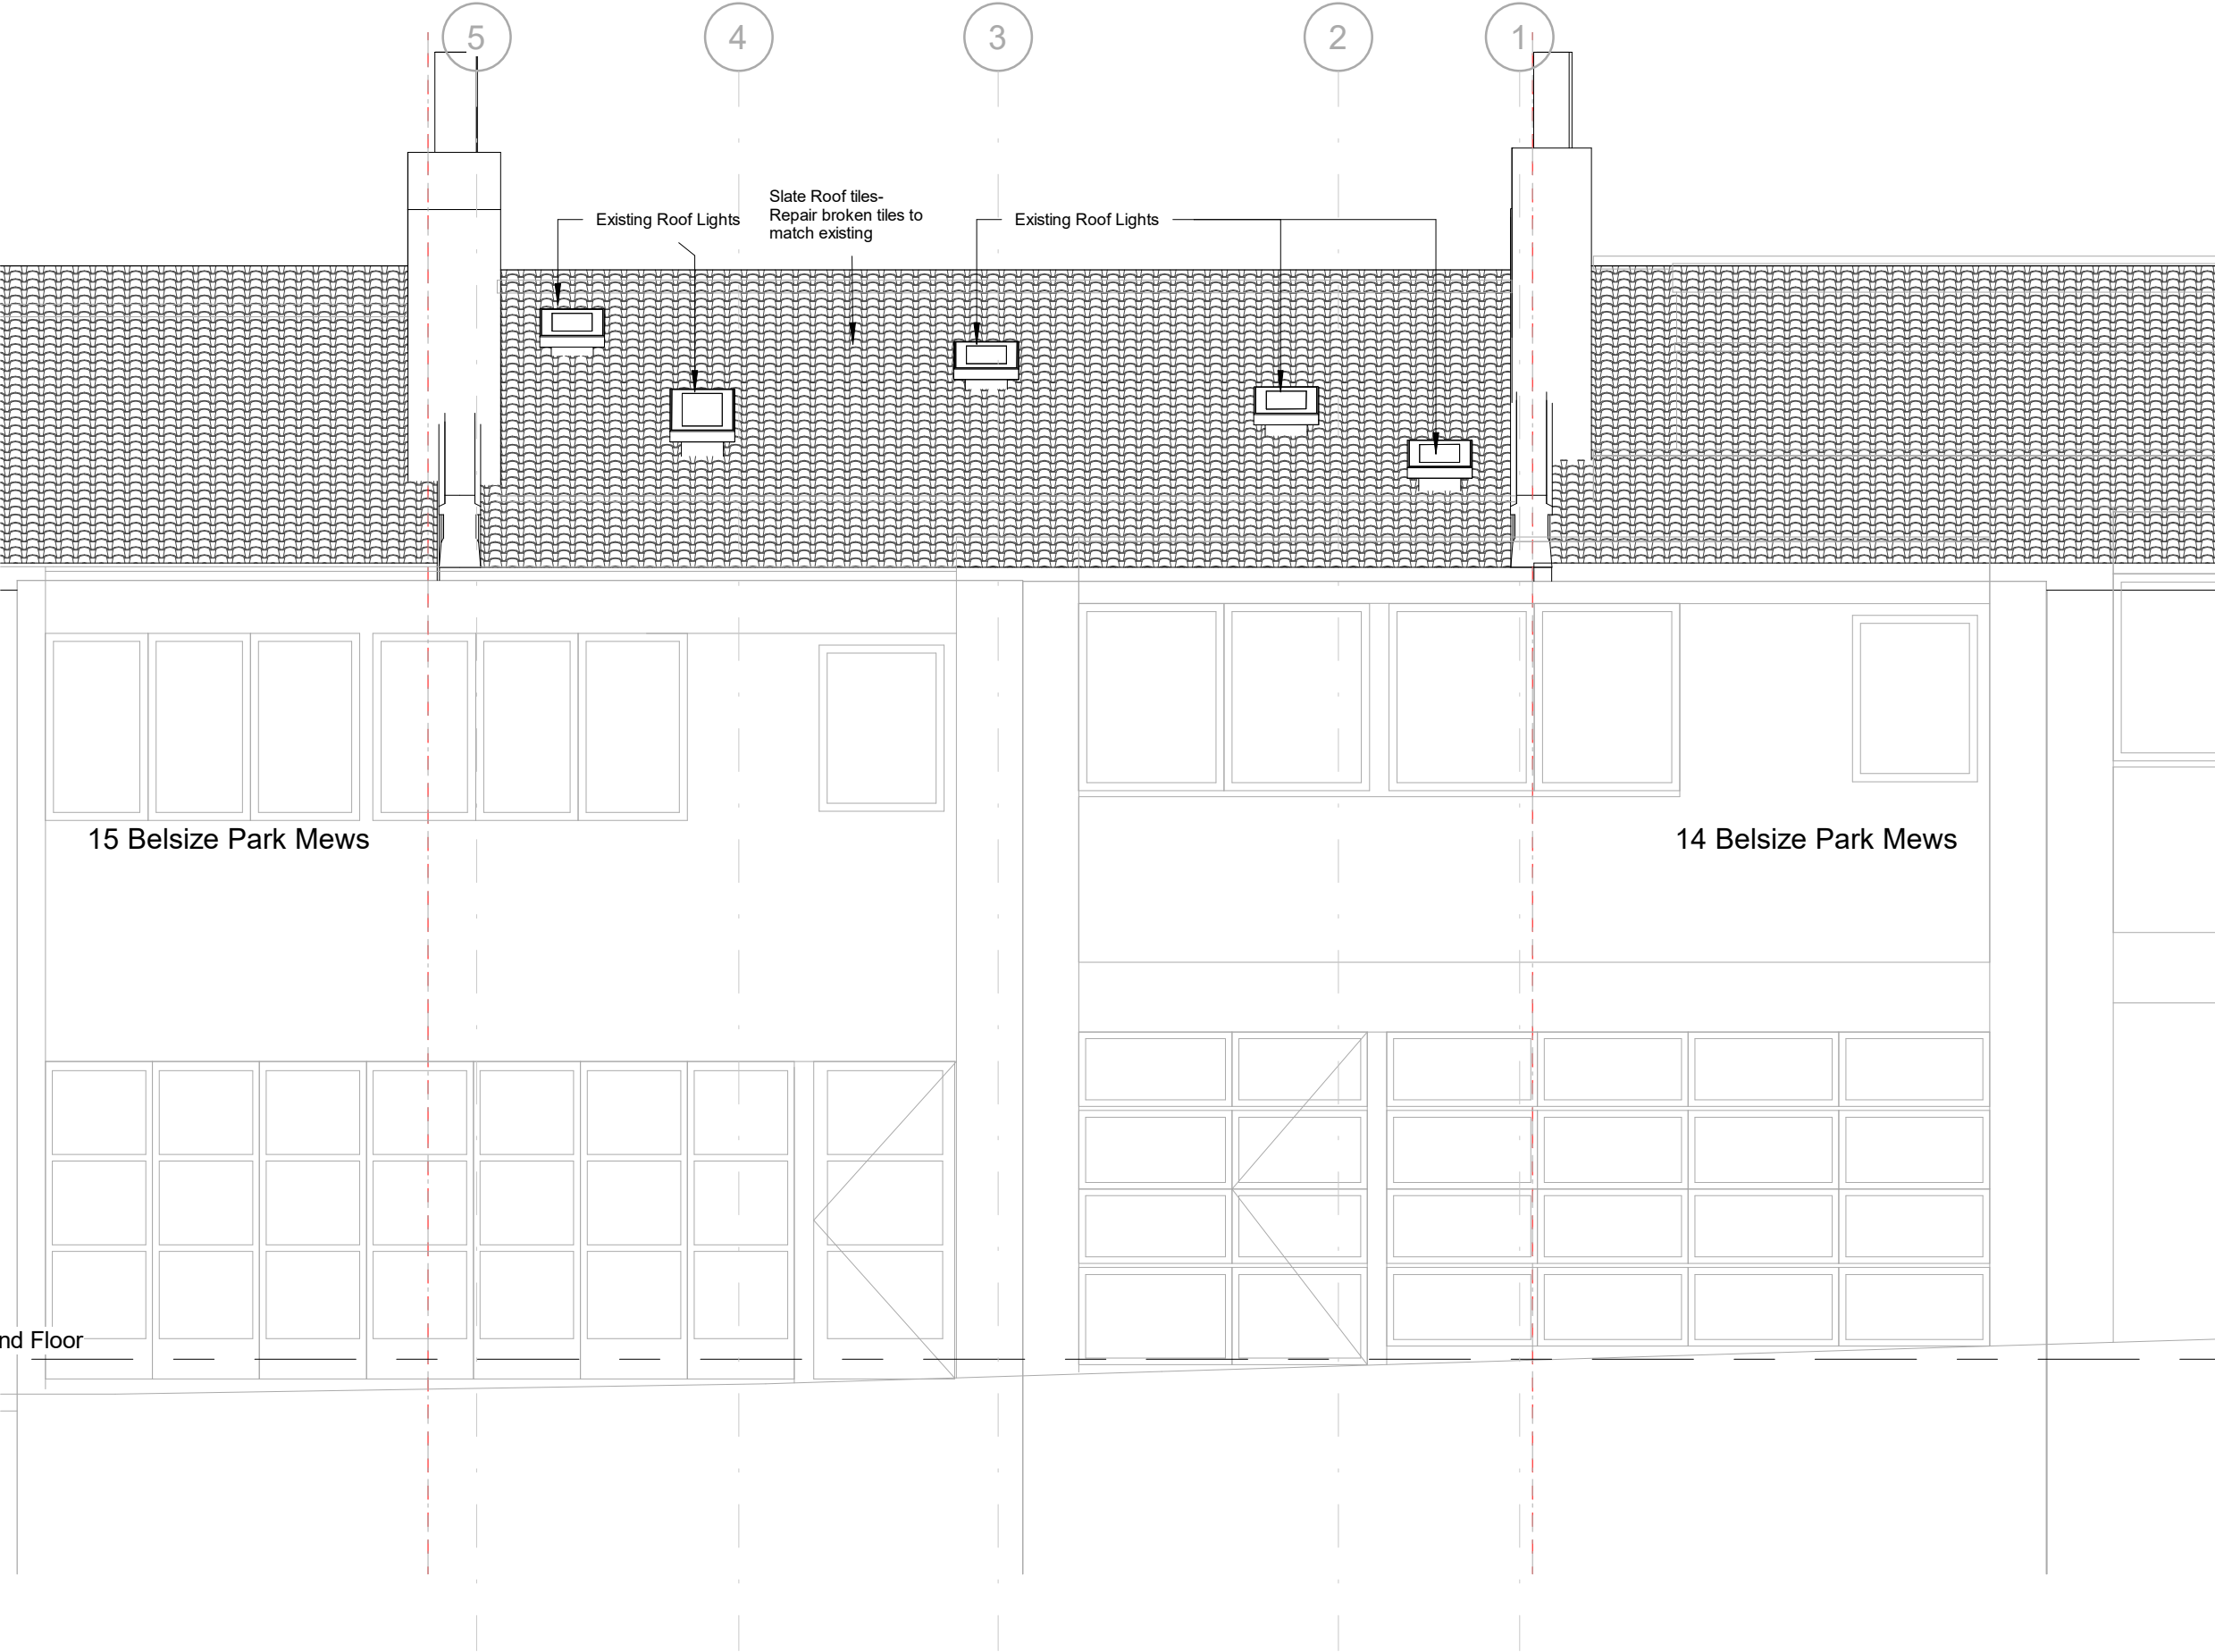 5 4 3 2 1
Slate Roof tiles-
Repair broken tiles to
match existing
Existing Roof Lights
Existing Roof Lights
15 Belsize Park Mews
14 Belsize Park Mews
nd Floor